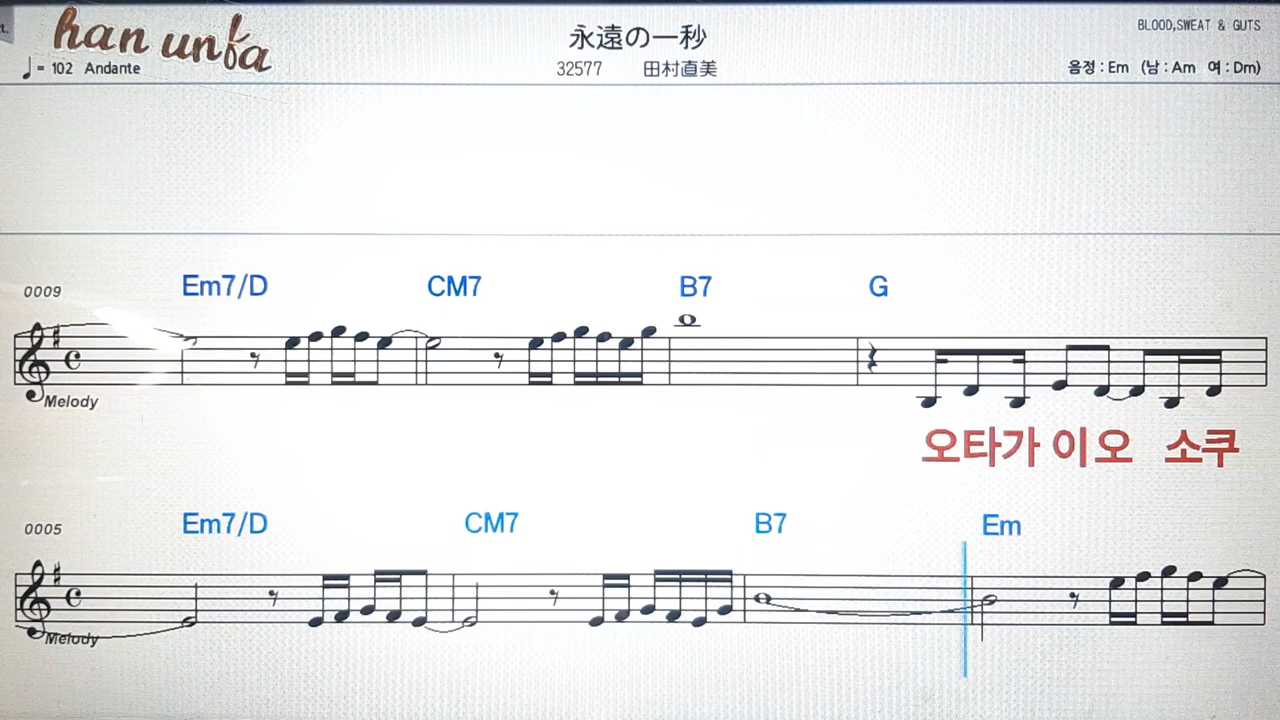 t.
han unfa
永遠の一秒
BLOOD,SWEAT & GUTS
♩= 102 Andante
32577 田村直美
음정 : Em (남 : Am 여 : Dm)
0009 Em7/D CM7 B7 G
Melody
오타가 이오 소쿠
0005 Em7/D CM7 B7 Em
Melody